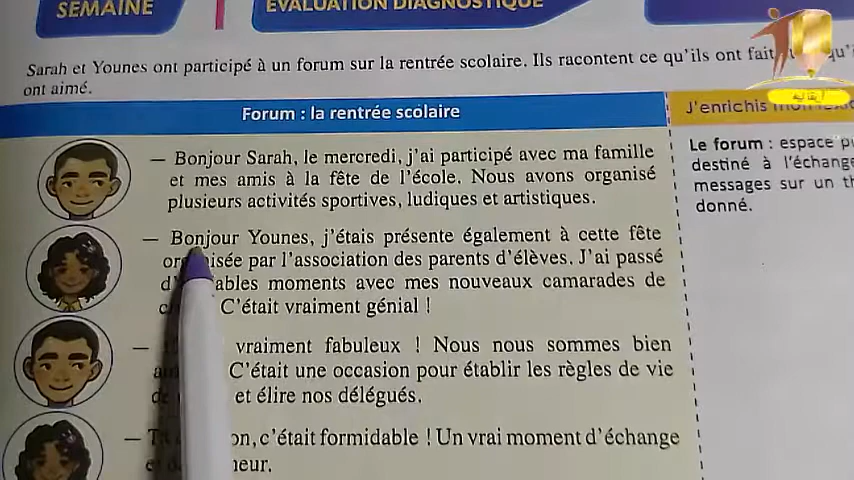 SEMAINE
ÉVALUATION DIAGNOSTIQUE
Sarah et Younes ont participé à un forum sur la rentrée scolaire. Ils racontent ce qu'ils ont fait qu'
ont aimé.
Forum : la rentrée scolaire
— Bonjour Sarah, le mercredi, j'ai participé avec ma famille
et mes amis à la fête de l'école. Nous avons organisé
plusieurs activités sportives, ludiques et artistiques.
— Bonjour Younes, j'étais présente également à cette fête
par l'association des parents d'élèves. J'ai passé
moments avec mes nouveaux camarades de
C'était vraiment génial !
— vraiment fabuleux ! Nous nous sommes bien
C'était une occasion pour établir les règles de vie
et élire nos délégués.
— c'était formidable ! Un vrai moment d'échange
J'enrichis
Le forum : espace
destiné à l'échange
messages sur un
donné.